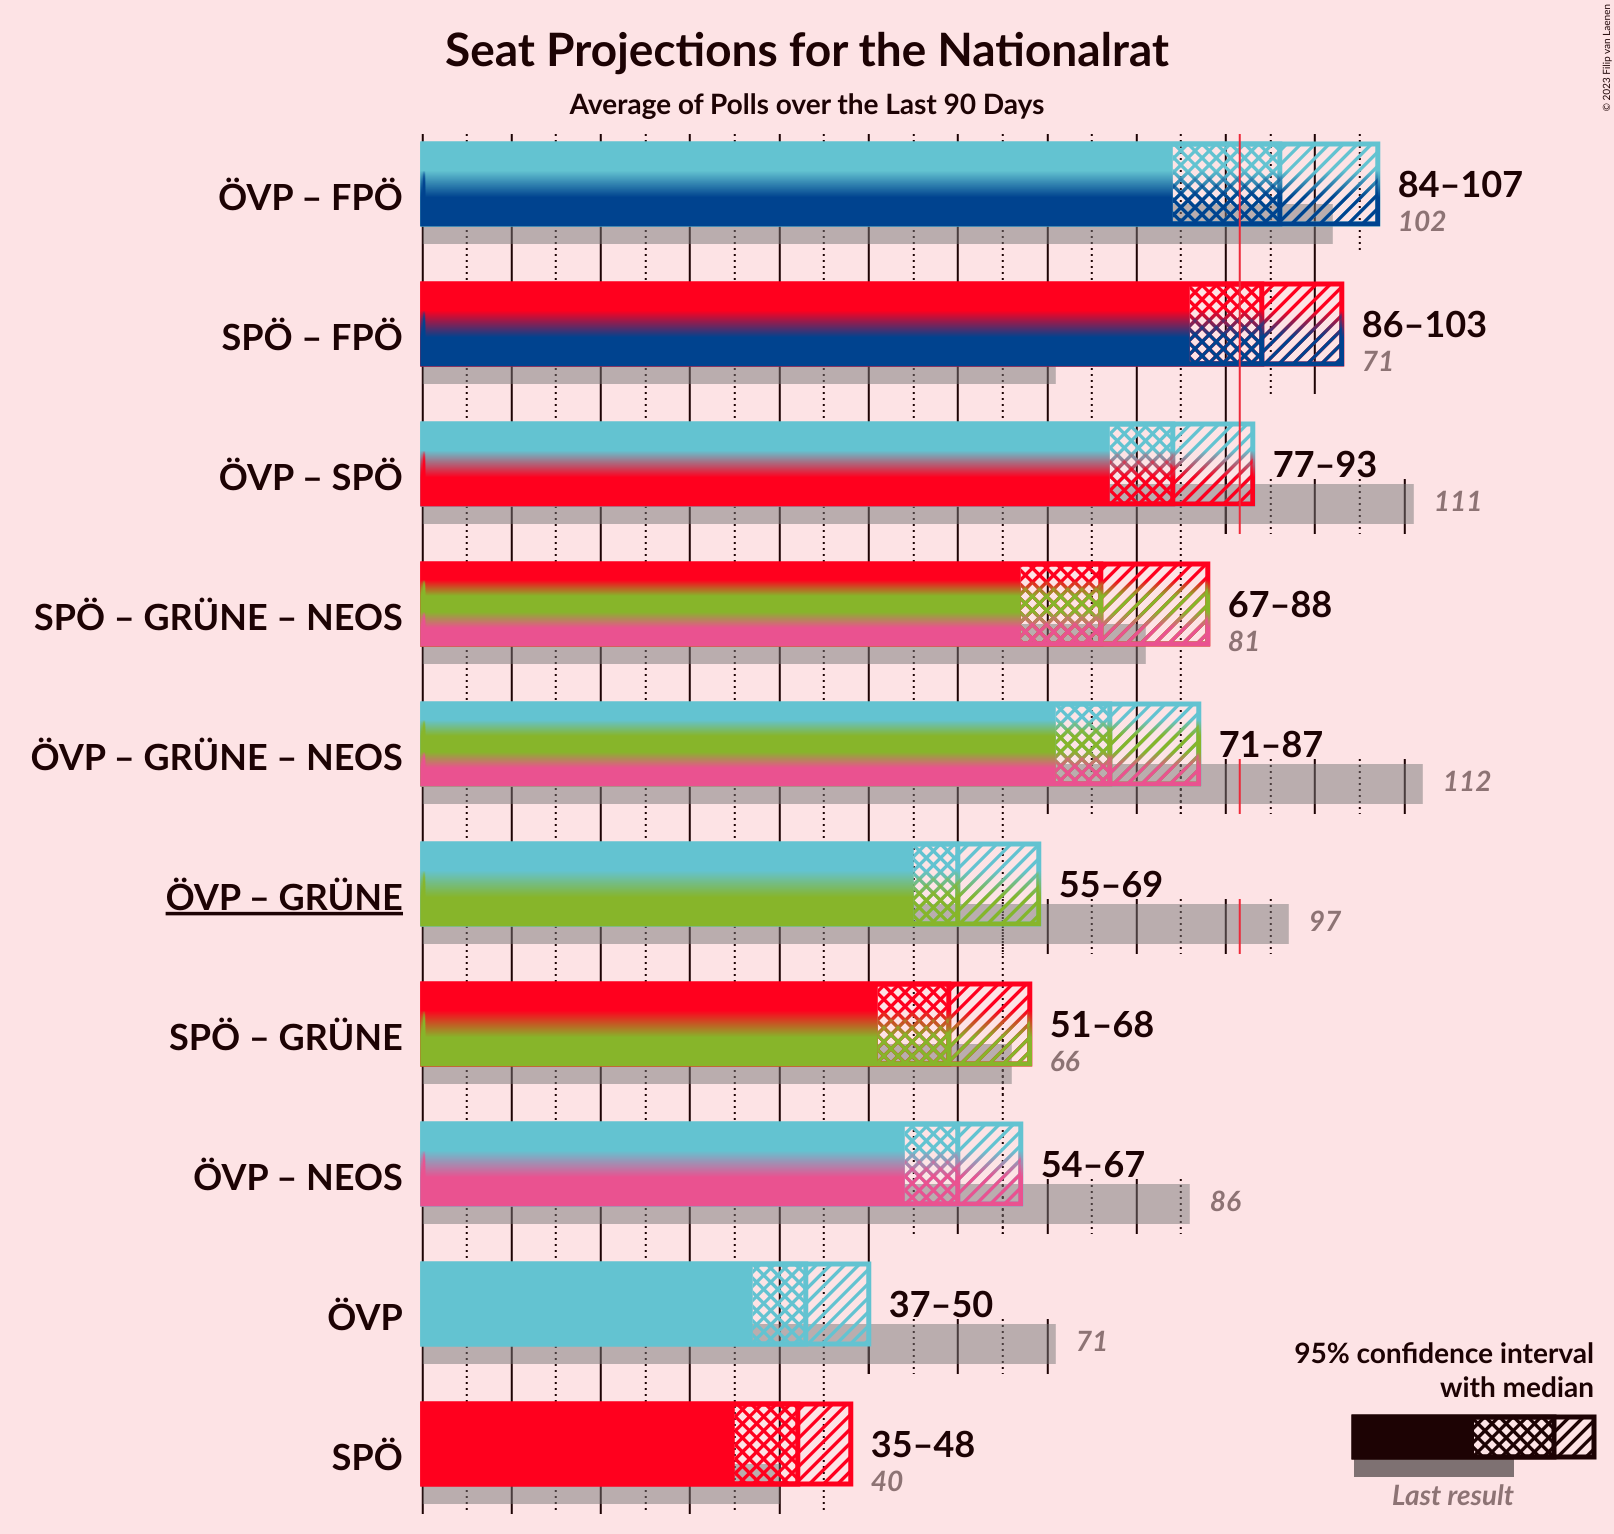 Seat Projections for the Nationalrat
Average of Polls over the Last 90 Days
© 2023 Filip van Laenen
ÖVP – FPÖ
84–107
102
SPÖ – FPÖ
86–103
71
ÖVP – SPÖ
77–93
111
SPÖ – GRÜNE – NEOS
67–88
81
ÖVP – GRÜNE – NEOS
71–87
112
ÖVP – GRÜNE
55–69
97
SPÖ – GRÜNE
51–68
66
ÖVP – NEOS
54–67
86
ÖVP
37–50
71
SPÖ
35–48
40
95% confidence interval
with median
Last result